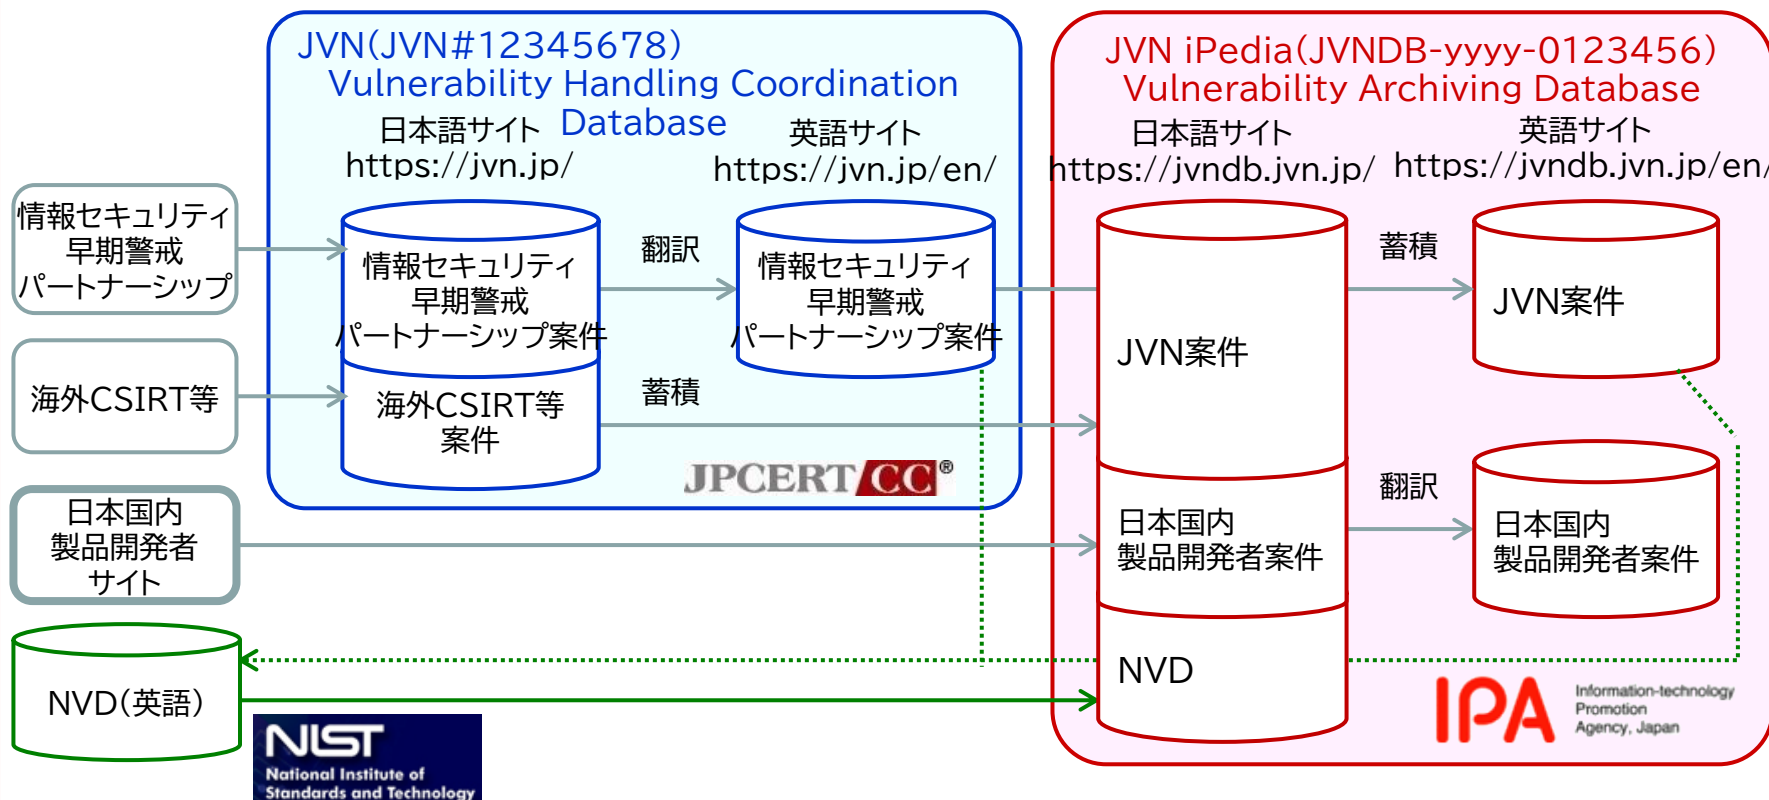 JVN(JVN#12345678)
Vulnerability Handling Coordination
Database
日本語サイト
https://jvn.jp/
英語サイト
https://jvn.jp/en/
JVN iPedia(JVNDB-yyyy-0123456)
Vulnerability Archiving Database
日本語サイト
https://jvndb.jvn.jp/
英語サイト
https://jvndb.jvn.jp/en/
情報セキュリティ
早期警戒
パートナーシップ
情報セキュリティ
早期警戒
パートナーシップ案件
翻訳
情報セキュリティ
早期警戒
パートナーシップ案件
JVN案件
蓄積
JVN案件
海外CSIRT等
海外CSIRT等
案件
蓄積
JPCERT/CC®
日本国内
製品開発者
サイト
日本国内
製品開発者案件
翻訳
日本国内
製品開発者案件
NVD(英語)
NVD
NIST
National Institute of
Standards and Technology
IPA
Information-technology
Promotion
Agency, Japan